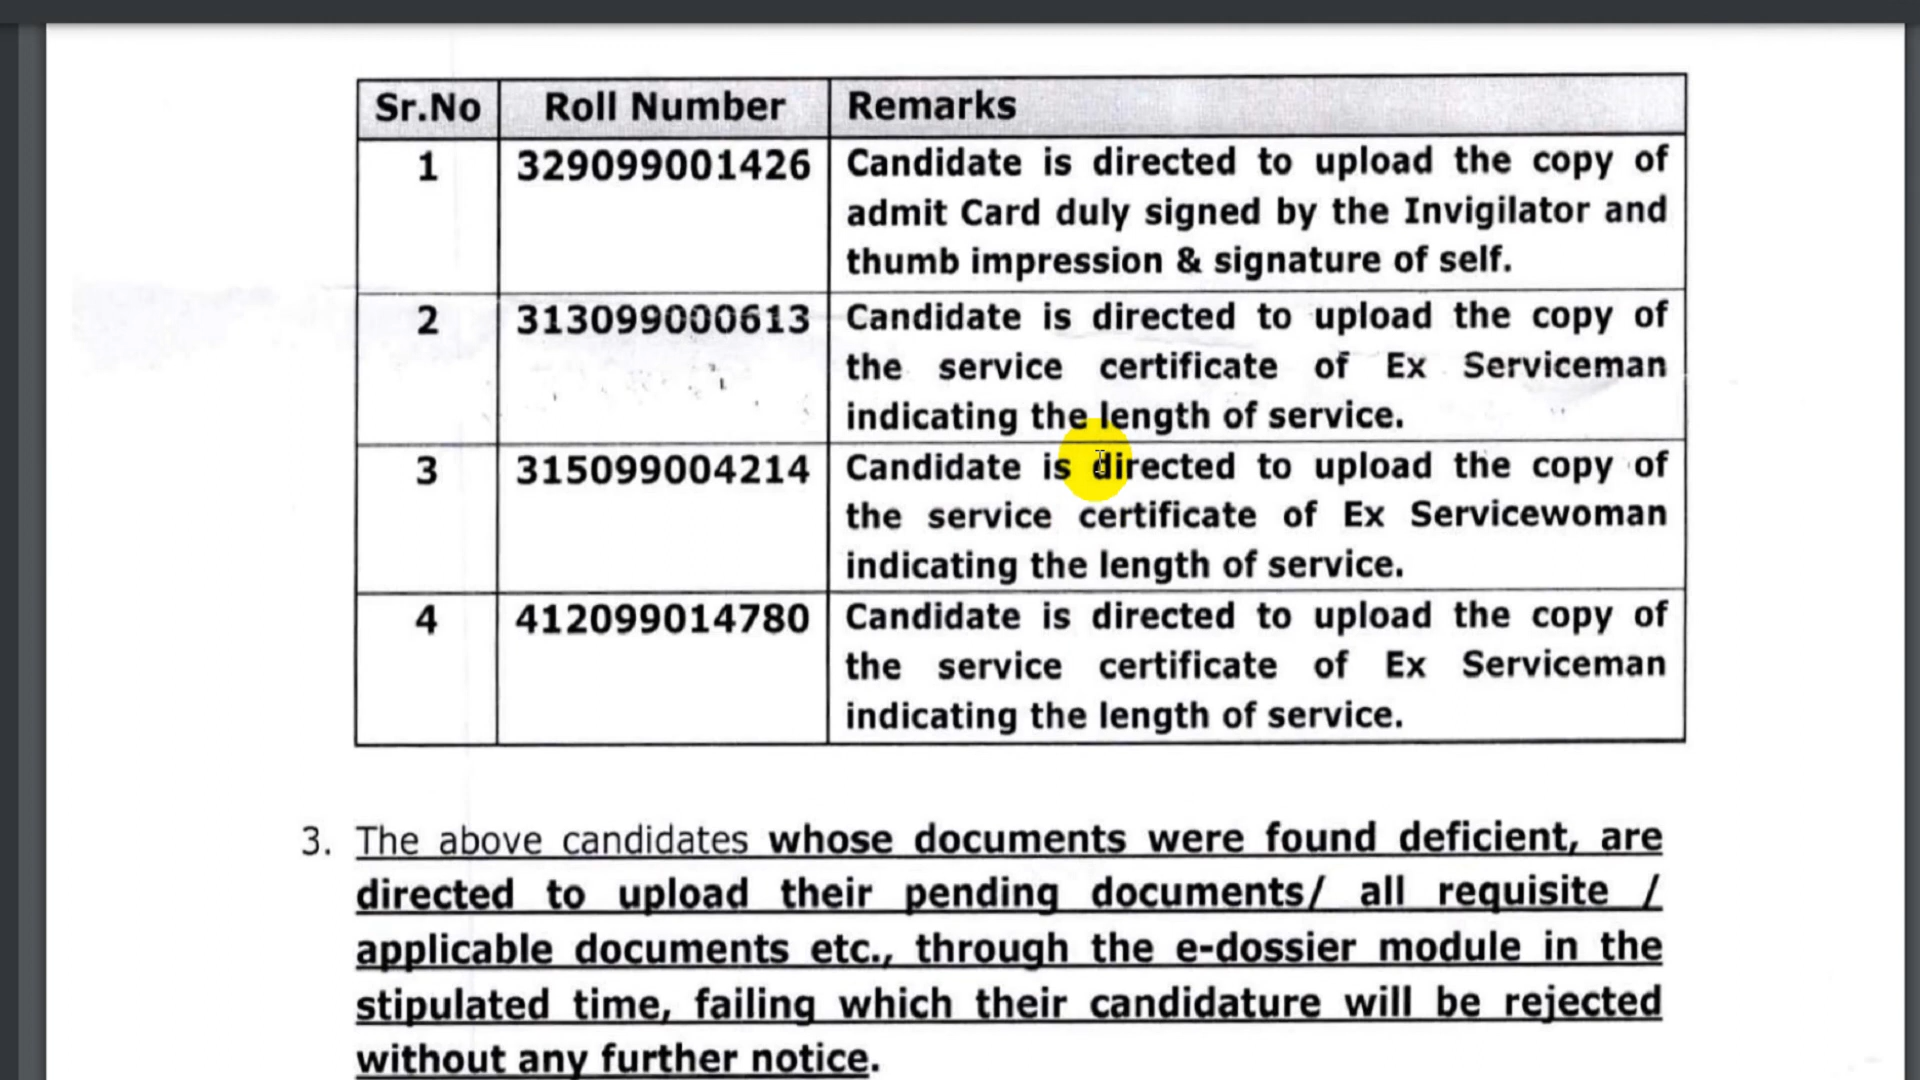 Sr.No Roll Number Remarks
1 329099001426 Candidate is directed to upload the copy of
admit Card duly signed by the Invigilator and
thumb impression & signature of self.
2 313099000613 Candidate is directed to upload the copy of
the service certificate of Ex Serviceman
indicating the length of service.
3 315099004214 Candidate is directed to upload the copy of
the service certificate of Ex Servicewoman
indicating the length of service.
4 412099014780 Candidate is directed to upload the copy of
the service certificate of Ex Serviceman
indicating the length of service.
3. The above candidates whose documents were found deficient, are
directed to upload their pending documents/ all requisite /
applicable documents etc., through the e-dossier module in the
stipulated time, failing which their candidature will be rejected
without any further notice.